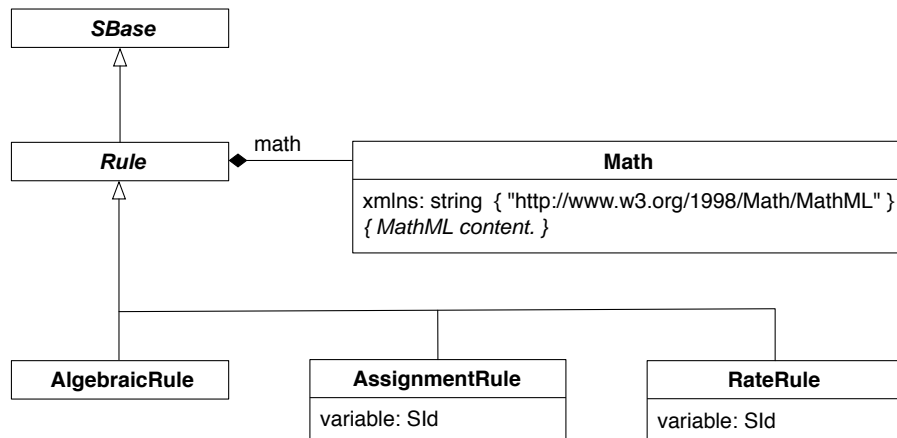 SBase
Rule
math
Math
xmlns: string { "http://www.w3.org/1998/Math/MathML" }
{ MathML content. }
AlgebraicRule
AssignmentRule
variable: SId
RateRule
variable: SId